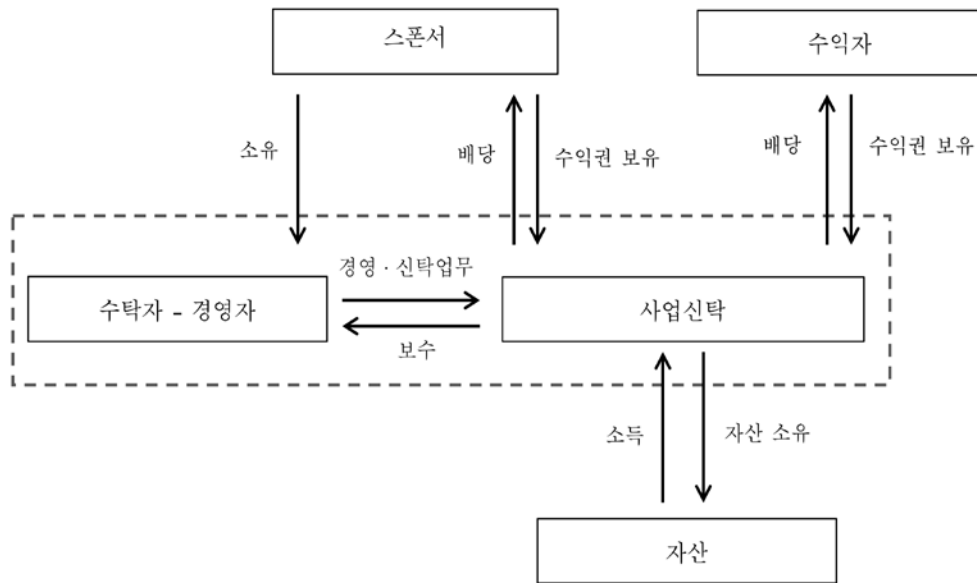 스폰서
수익자
소유
배당
수익권 보유
배당
수익권 보유
경영 · 신탁업무
수탁자 - 경영자
사업신탁
보수
소득
자산 소유
자산